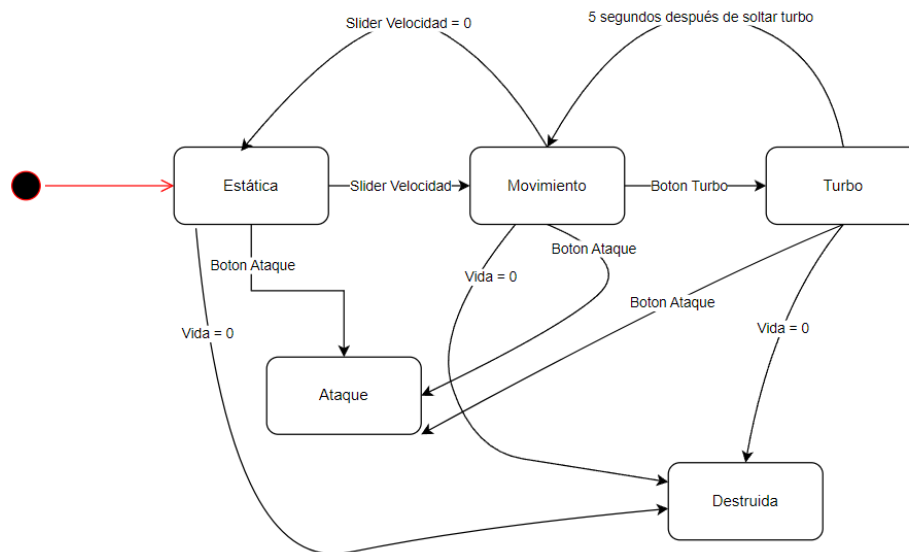 5 segundos después de soltar turbo
Slider Velocidad = 0
Estática
Slider Velocidad
Movimiento
Boton Turbo
Turbo
Boton Ataque
Boton Ataque
Vida = 0
Boton Ataque
Vida = 0
Vida = 0
Ataque
Destruida